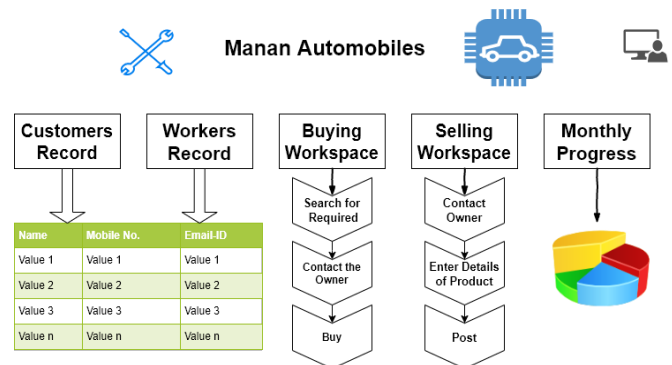 Manan Automobiles
Customers
Record
Workers
Record
Buying
Workspace
Selling
Workspace
Monthly
Progress
Name Mobile No. Email-ID
Value 1 Value 1 Value 1
Value 2 Value 2 Value 2
Value 3 Value 3 Value 3
Value n Value n Value n
Search for
Required
Contact the
Owner
Buy
Contact
Owner
Enter Details
of Product
Post